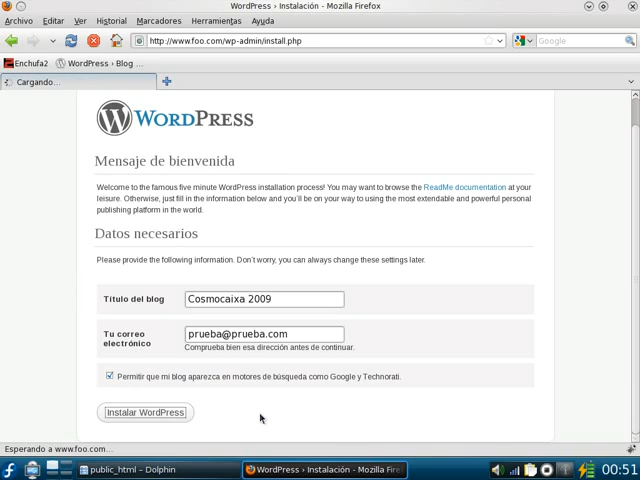 WordPress › Instalación - Mozilla Firefox
Archivo Editar Ver Historial Marcadores Herramientas Ayuda
http://www.foo.com/wp-admin/install.php
Google
Enchufa2 WordPress › Blog ...
Cargando...
WORDPRESS
Mensaje de bienvenida
Welcome to the famous five minute WordPress installation process! You may want to browse the ReadMe documentation at your
leisure. Otherwise, just fill in the information below and you'll be on your way to using the most extendable and powerful personal
publishing platform in the world.
Datos necesarios
Please provide the following information. Don't worry, you can always change these settings later.
Título del blog
Cosmocaixa 2009
Tu correo
electrónico
prueba@prueba.com
Comprueba bien esa dirección antes de continuar.
Permitir que mi blog aparezca en motores de búsqueda como Google y Technorati.
Instalar WordPress
Esperando a www.foo.com...
public_html – Dolphin
WordPress › Instalación - Mozilla Fire
00:51